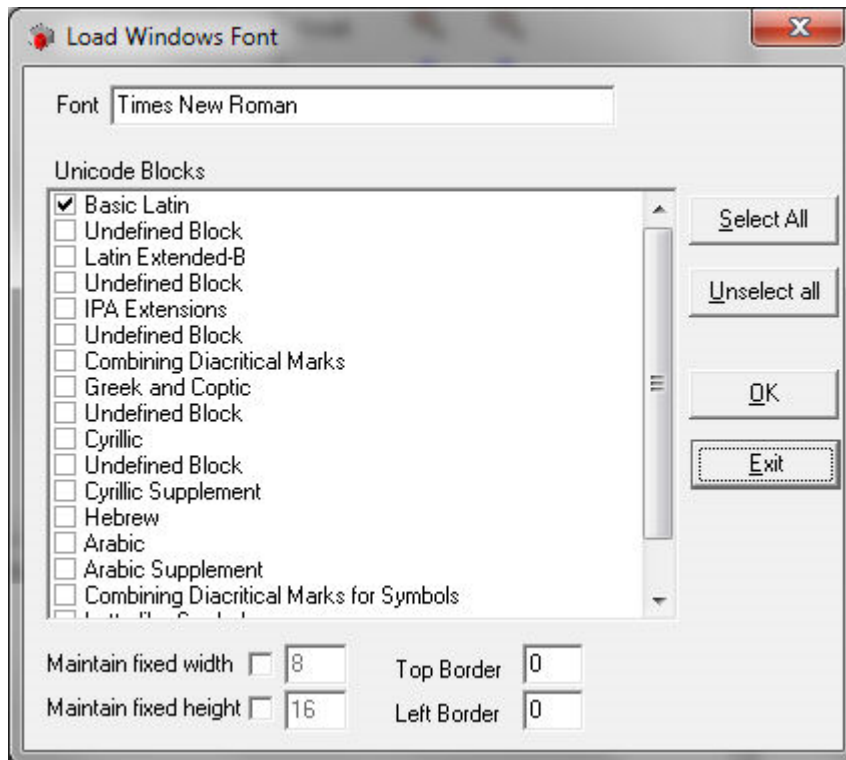 Load Windows Font
Font Times New Roman
Unicode Blocks
Basic Latin
Undefined Block
Latin Extended-B
Undefined Block
IPA Extensions
Undefined Block
Combining Diacritical Marks
Greek and Coptic
Undefined Block
Cyrillic
Undefined Block
Cyrillic Supplement
Hebrew
Arabic
Arabic Supplement
Combining Diacritical Marks for Symbols
Select All
Unselect all
OK
Exit
Maintain fixed width 8 Top Border 0
Maintain fixed height 16 Left Border 0